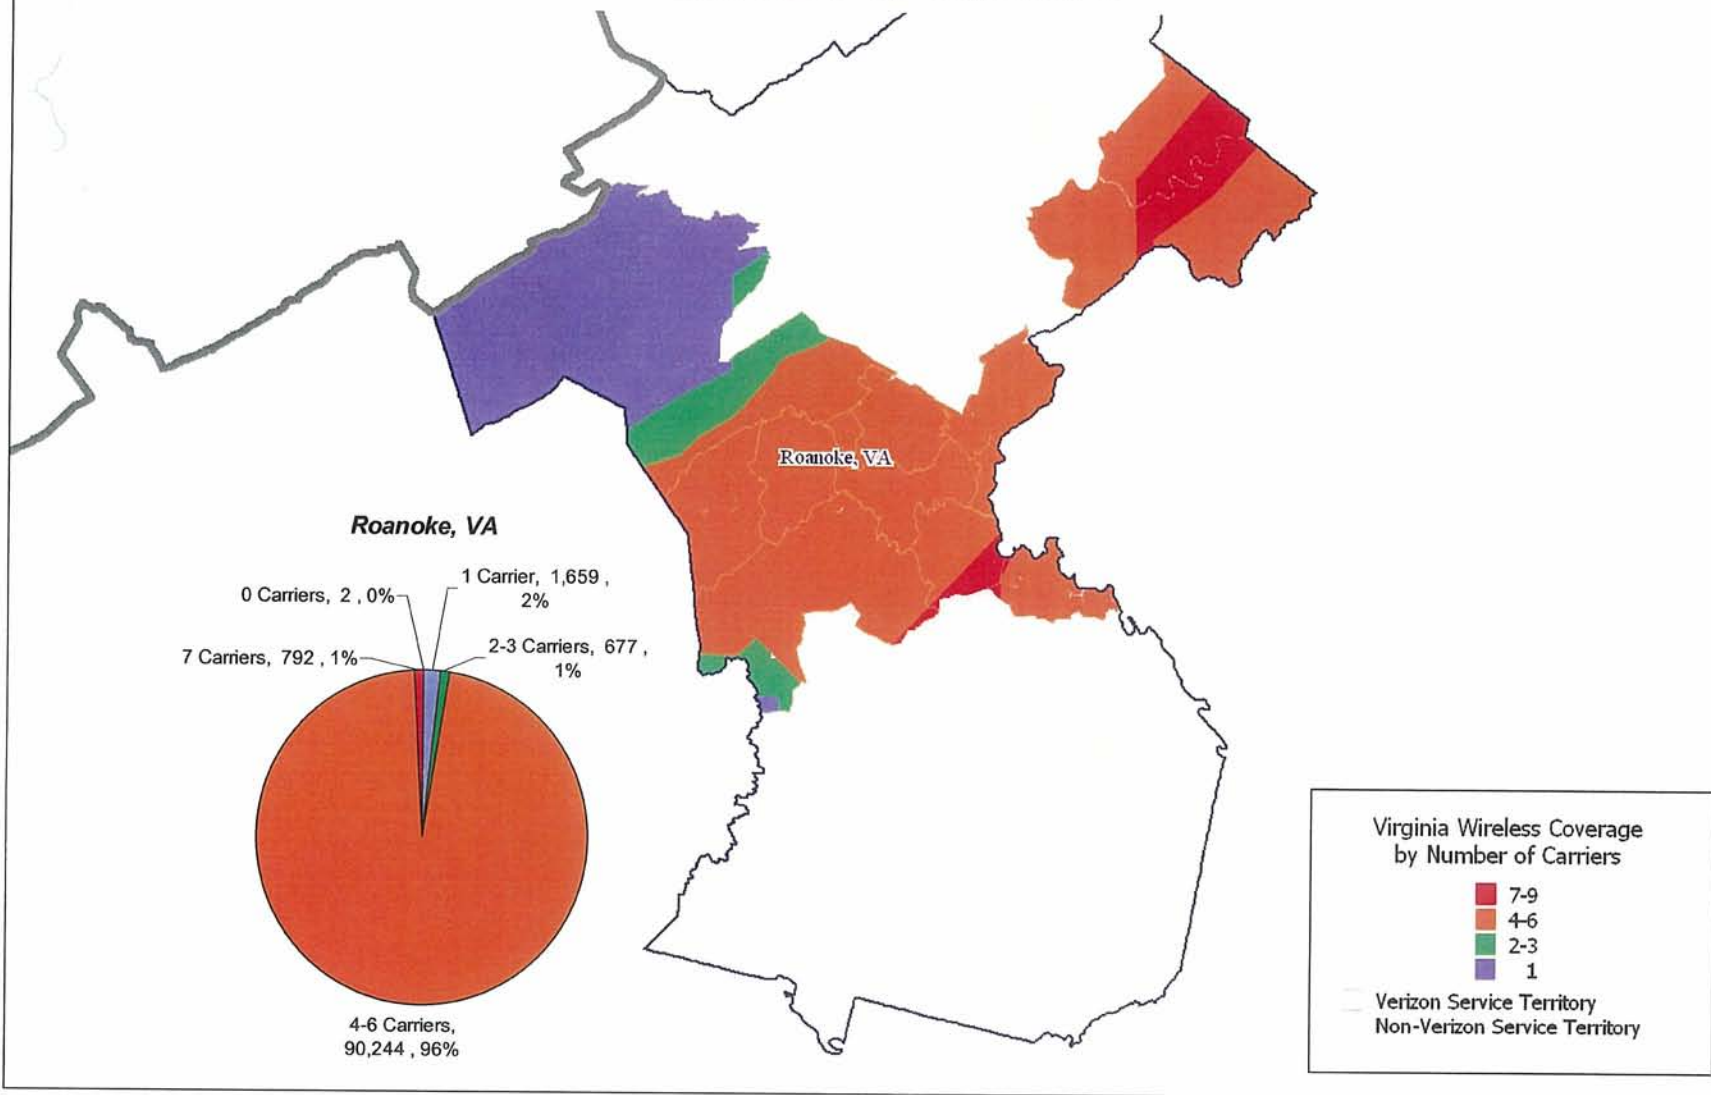 Roanoke, VA
Roanoke, VA
1 Carrier, 1,659 ,
2%
0 Carriers, 2 , 0%
2-3 Carriers, 677 ,
1%
7 Carriers, 792 , 1%
4-6 Carriers,
90,244 , 96%
Virginia Wireless Coverage
by Number of Carriers
7-9
4-6
2-3
1
Verizon Service Territory
Non-Verizon Service Territory